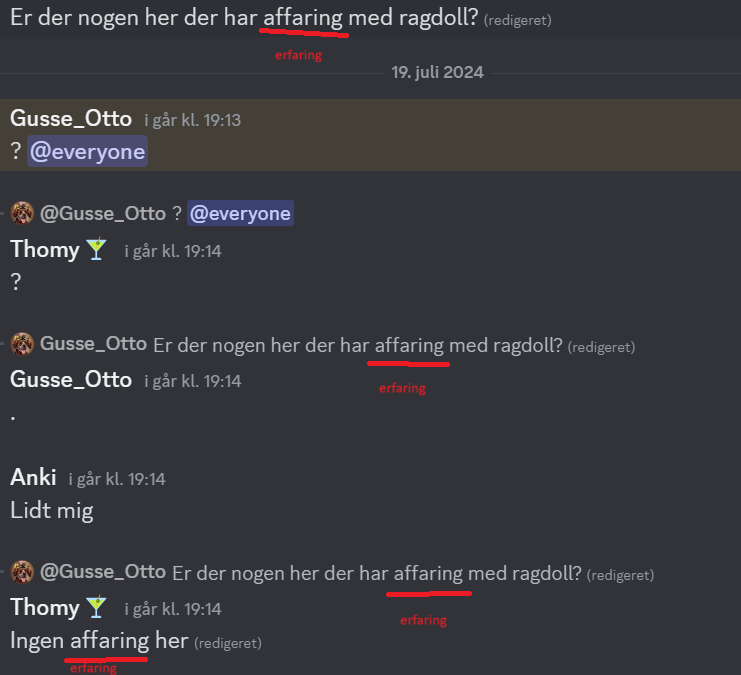 Er der nogen her der har affaring med ragdoll? (redigeret)
erfaring
19. juli 2024
Gusse_Otto i går kl. 19:13
? @everyone
@Gusse_Otto ? @everyone
Thomy🍸 i går kl. 19:14
?
Gusse_Otto Er der nogen her der har affaring med ragdoll? (redigeret)
Gusse_Otto i går kl. 19:14
erfaring
.
Anki i går kl. 19:14
Lidt mig
@Gusse_Otto Er der nogen her der har affaring med ragdoll? (redigeret)
Thomy🍸 i går kl. 19:14
erfaring
Ingen affaring her (redigeret)
erfaring